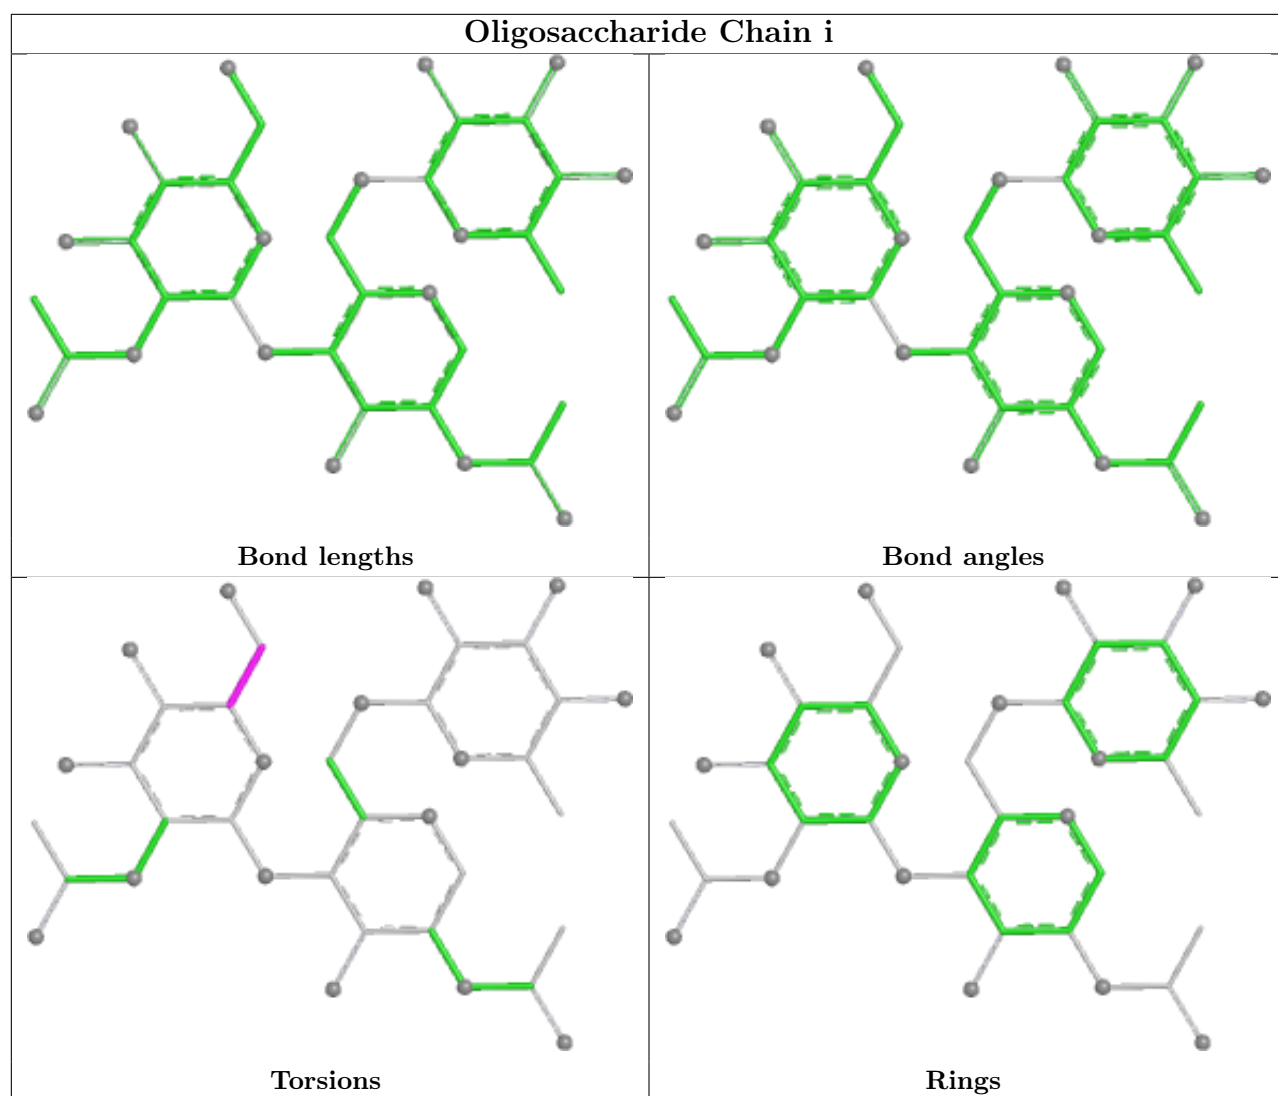 Oligosaccharide Chain i
Bond lengths
Bond angles
Torsions
Rings